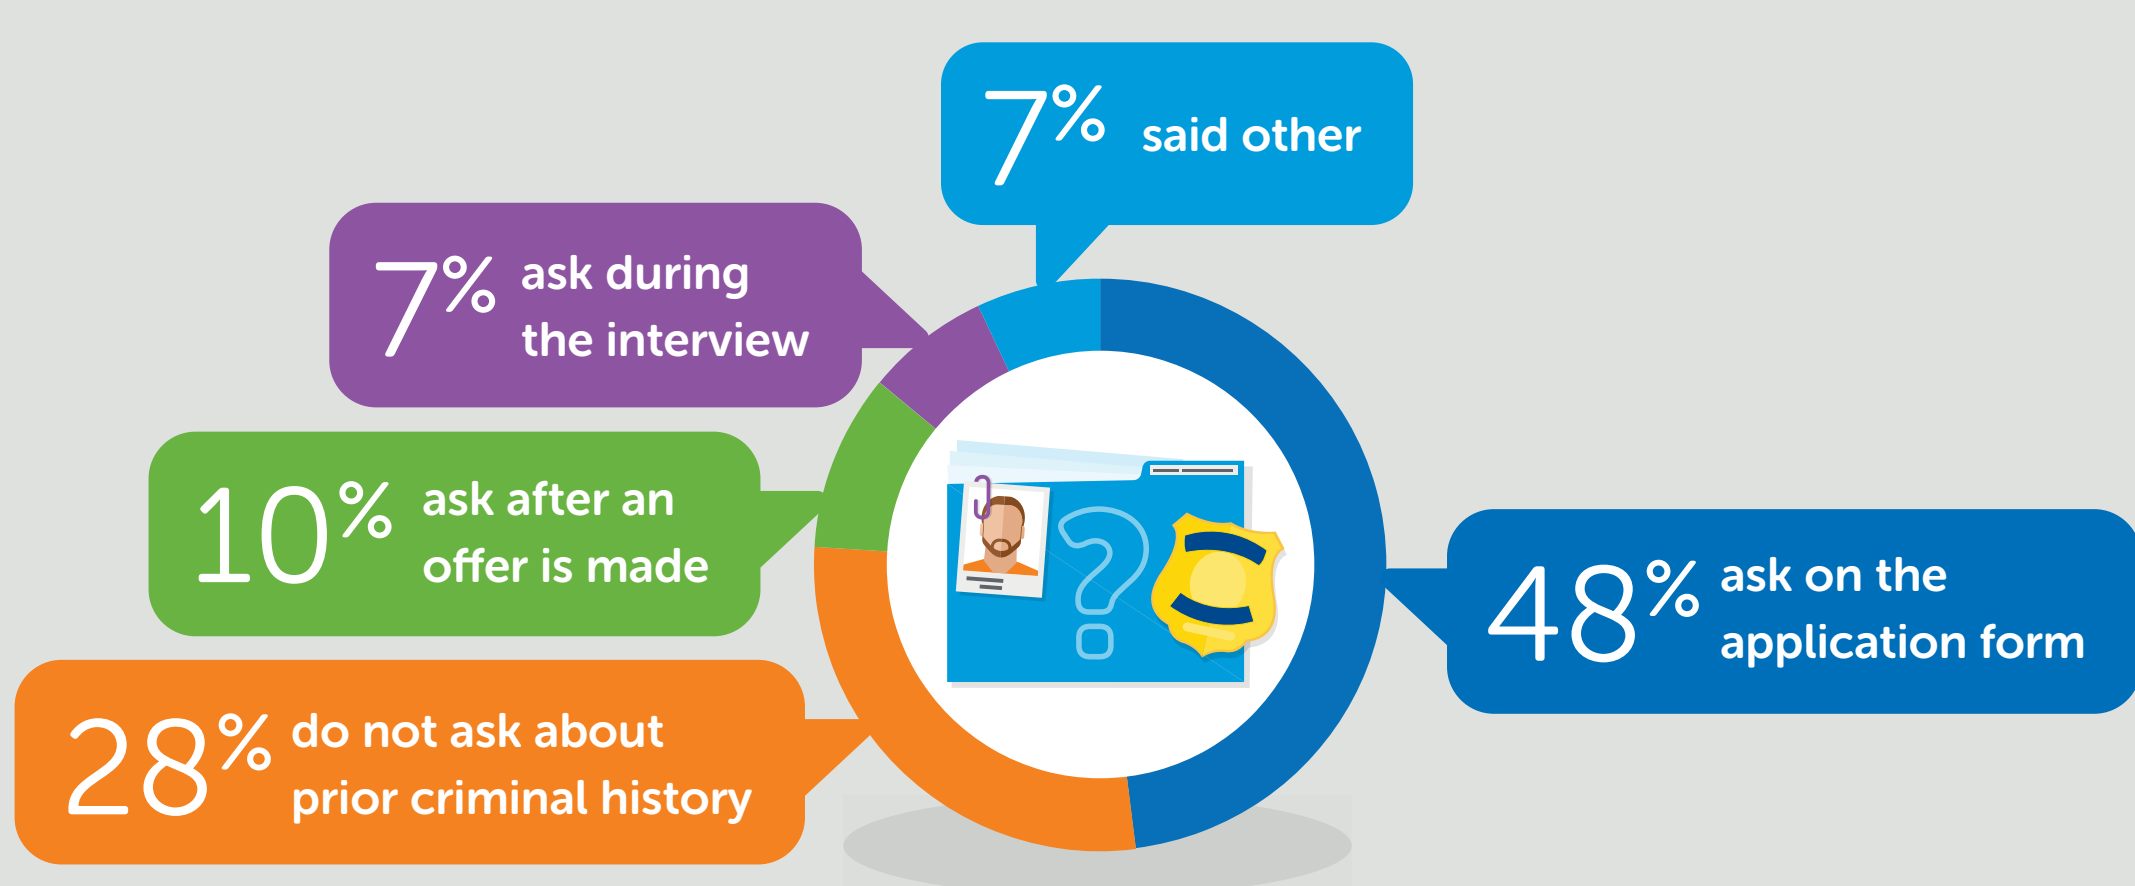 7% said other
7% ask during
the interview
10% ask after an
offer is made
28% do not ask about
prior criminal history
48% ask on the
application form